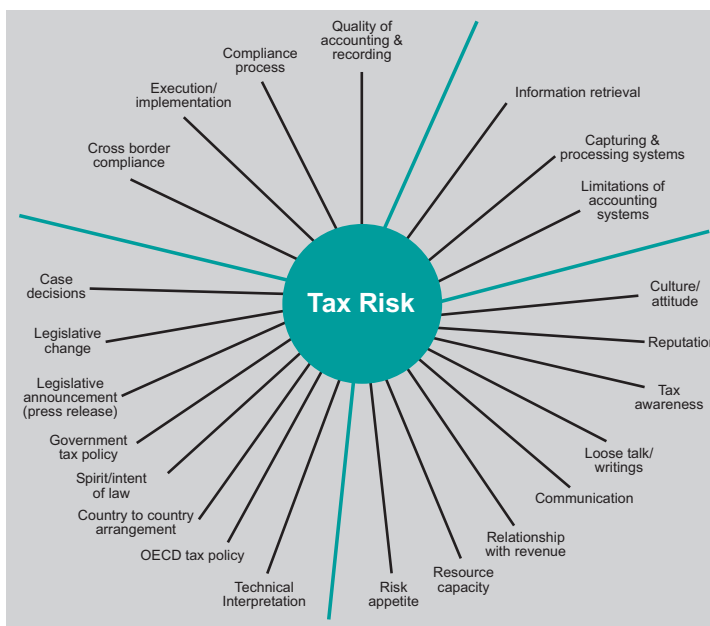 Quality of
accounting &
recording
Compliance
process
Execution/
implementation
Cross border
compliance
Information retrieval
Capturing &
processing systems
Limitations of
accounting
systems
Tax Risk
Case
decisions
Legislative
change
Legislative
announcement
(press release)
Government
tax policy
Spirit/intent
of law
Country to country
arrangement
OECD tax policy
Technical
Interpretation
Culture/
attitude
Reputation
Tax
awareness
Loose talk/
writings
Communication
Relationship
with revenue
Resource
capacity
Risk
appetite